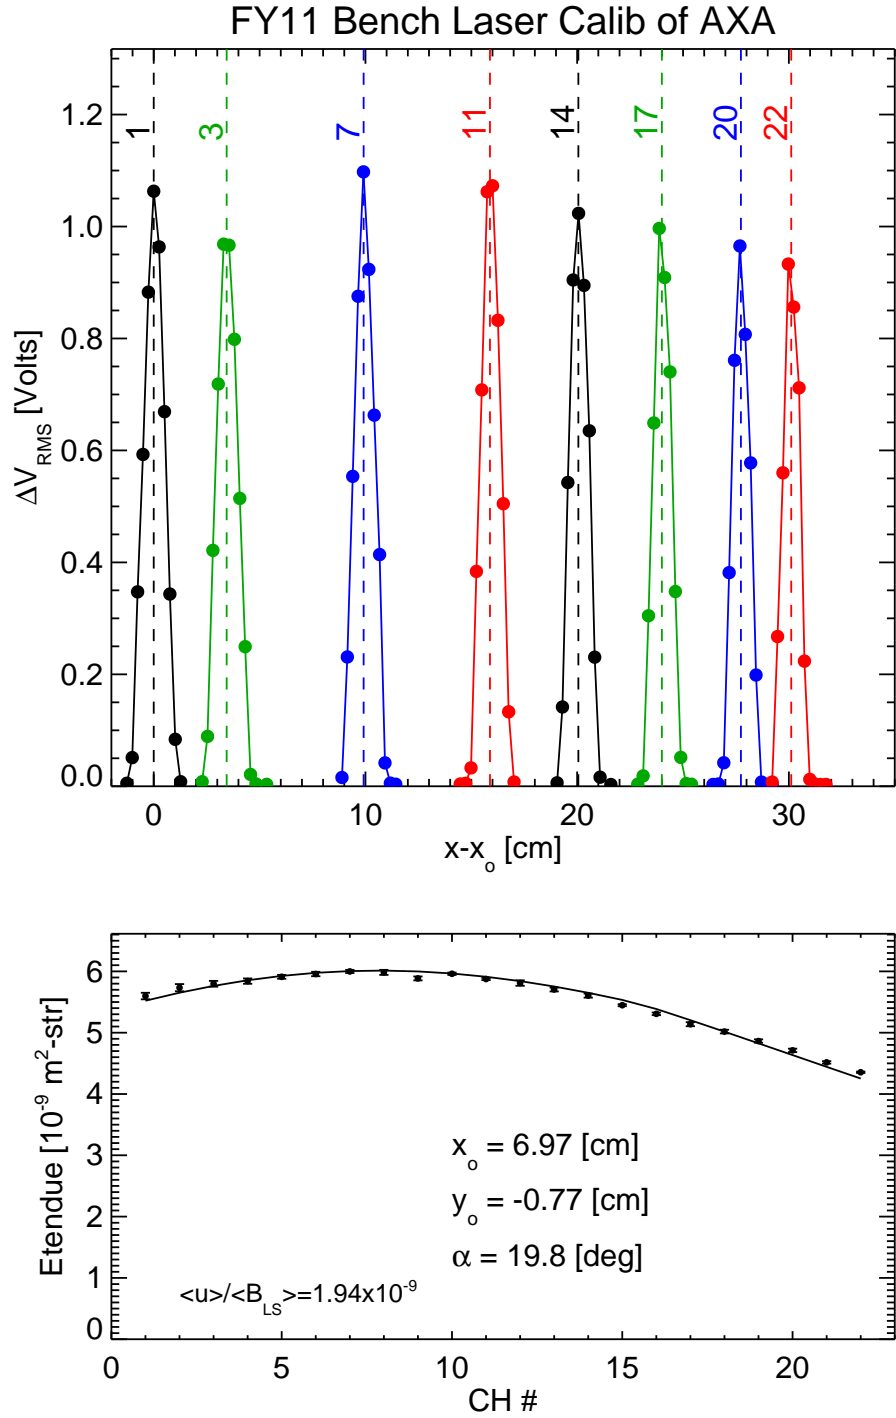 FY11 Bench Laser Calib of AXA
1 3 7 11 14 17 20 22
1.2
1.0
0.8
0.6
0.4
0.2
0.0
ΔV_RMS [Volts]
0 10 20 30
x-x_o [cm]
6
5
4
3
2
1
0
Etendue [10^-9 m^2-str]
x_o = 6.97 [cm]
y_o = -0.77 [cm]
α = 19.8 [deg]
<u>/<B_LS>=1.94x10^-9
0 5 10 15 20
CH #